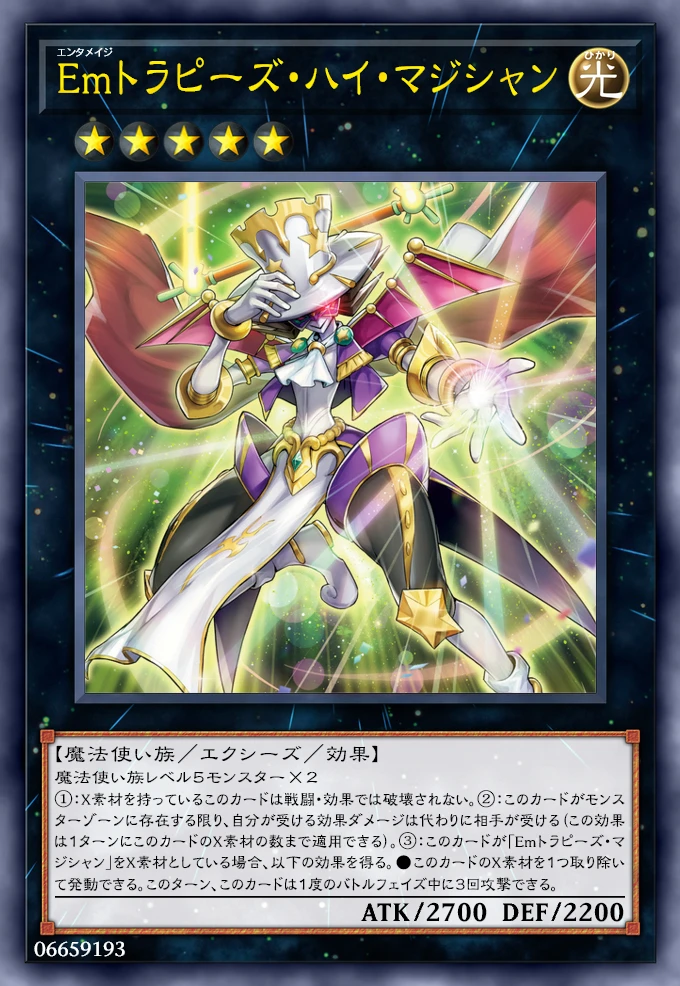 エンタメイジ
Emトラピーズ・ハイ・マジシャン
ひかり
光
【魔法使い族／エクシーズ／効果】
魔法使い族レベル5モンスター×2
①:X素材を持っているこのカードは戦闘・効果では破壊されない。②:このカードがモンス
ターゾーンに存在する限り、自分が受ける効果ダメージは代わりに相手が受ける(この効果
は1ターンにこのカードのX素材の数まで適用できる)。③:このカードが「Emトラピーズ・マ
ジシャン」をX素材としている場合、以下の効果を得る。●このカードのX素材を1つ取り除い
て発動できる。このターン、このカードは1度のバトルフェイズ中に3回攻撃できる。
ATK/2700 DEF/2200
06659193